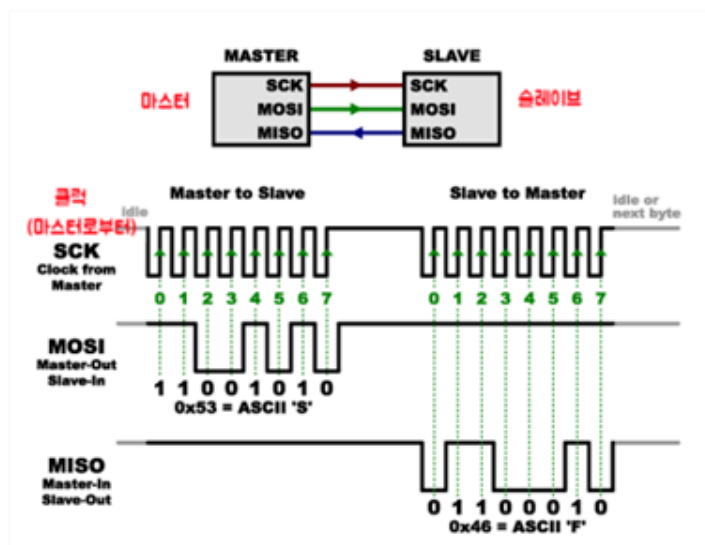 MASTER SLAVE
마스터 SCK SCK 슬레이브
MOSI MOSI
MISO MISO
클럭 Master to Slave Slave to Master
(마스터로부터) Idle Idle or
next byte
SCK
Clock from
Master
0 1 2 3 4 5 6 7 0 1 2 3 4 5 6 7
MOSI
Master-Out
Slave-In
1 1 0 0 1 0 1 0
0x53 = ASCII 'S'
MISO
Master-In
Slave-Out
0 1 1 0 0 0 1 0
0x46 = ASCII 'F'